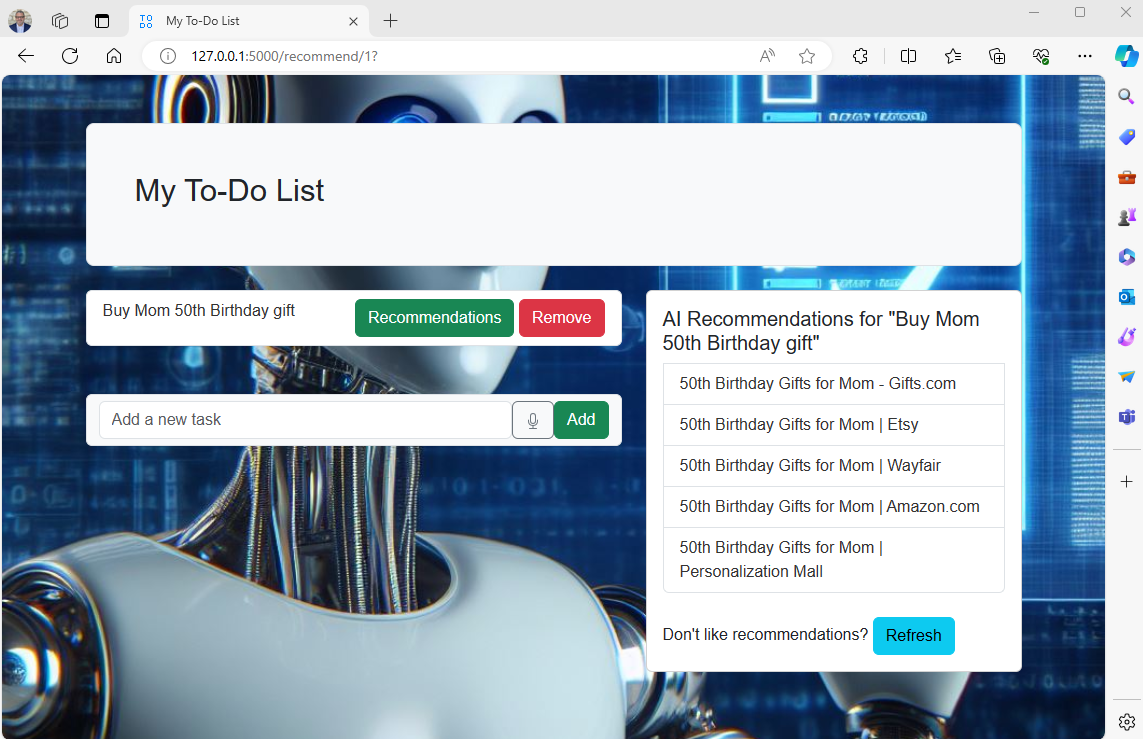 TO
DO
My To-Do List
127.0.0.1:5000/recommend/1?
My To-Do List
Buy Mom 50th Birthday gift
Recommendations
Remove
Add a new task
Add
AI Recommendations for "Buy Mom
50th Birthday gift"
50th Birthday Gifts for Mom - Gifts.com
50th Birthday Gifts for Mom | Etsy
50th Birthday Gifts for Mom | Wayfair
50th Birthday Gifts for Mom | Amazon.com
50th Birthday Gifts for Mom |
Personalization Mall
Don't like recommendations?
Refresh